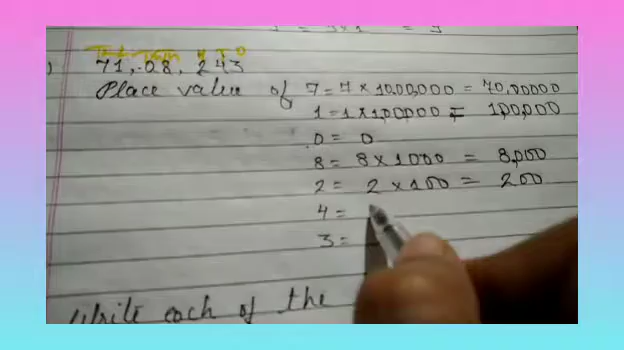 71,08,243
Place value of 7 = 7 × 10,00,000 = 70,00000
1 = 1 × 1,00,000 = 1,00,000
0 = 0
8 = 8 × 1000 = 8,000
2 = 2 × 100 = 200
4 =
3 =
Write each of the